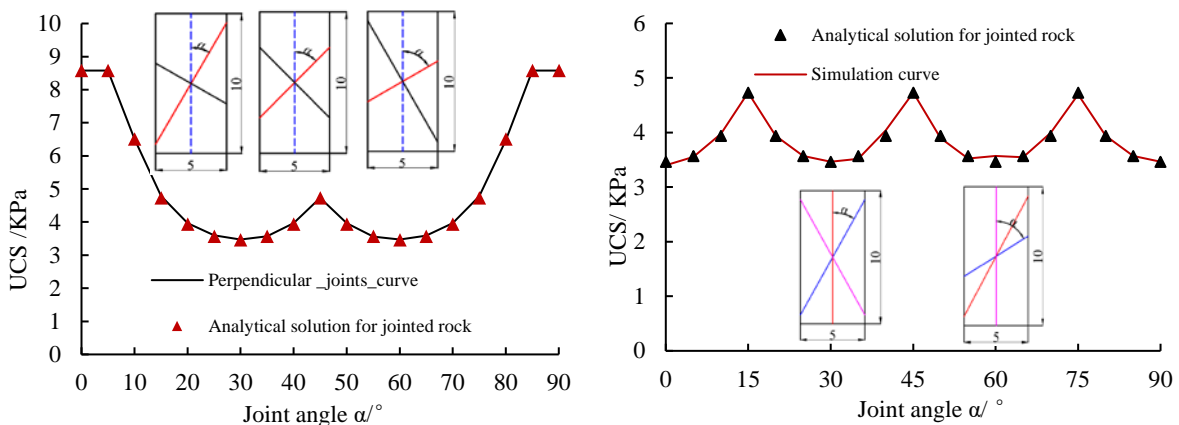 10
9
8
7
6
5
4
3
2
1
0
UCS /KPa
α
10
5
α
10
5
α
10
5
Perpendicular _joints_curve
Analytical solution for jointed rock
0 10 20 30 40 50 60 70 80 90
Joint angle α/°
6
5
4
3
2
1
0
UCS/ KPa
Analytical solution for jointed rock
Simulation curve
α
10
5
α
10
5
0 15 30 45 60 75 90
Joint angle α/ °